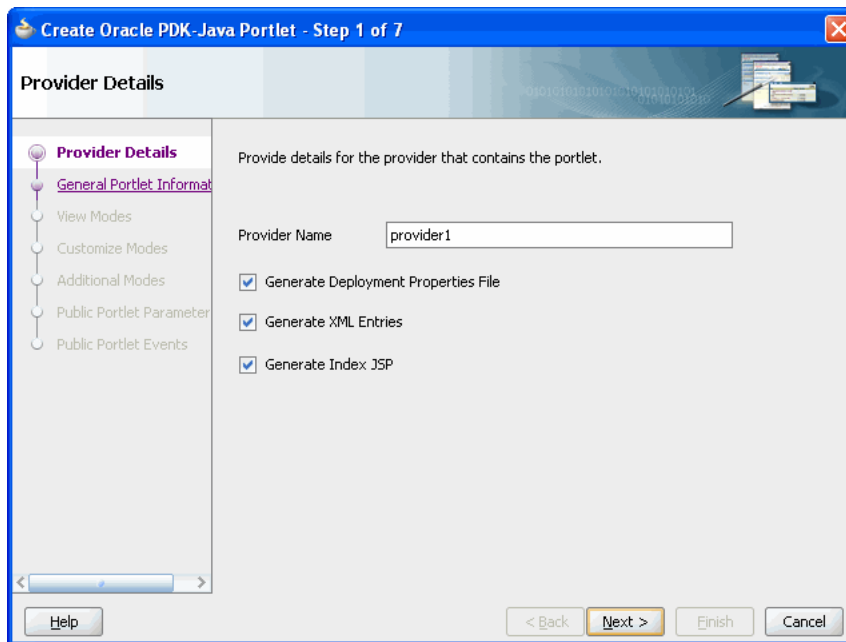 Create Oracle PDK-Java Portlet - Step 1 of 7
Provider Details
Provider Details
General Portlet Informat
View Modes
Customize Modes
Additional Modes
Public Portlet Parameter
Public Portlet Events
Provide details for the provider that contains the portlet.
Provider Name provider1
Generate Deployment Properties File
Generate XML Entries
Generate Index JSP
Help < Back Next > Finish Cancel